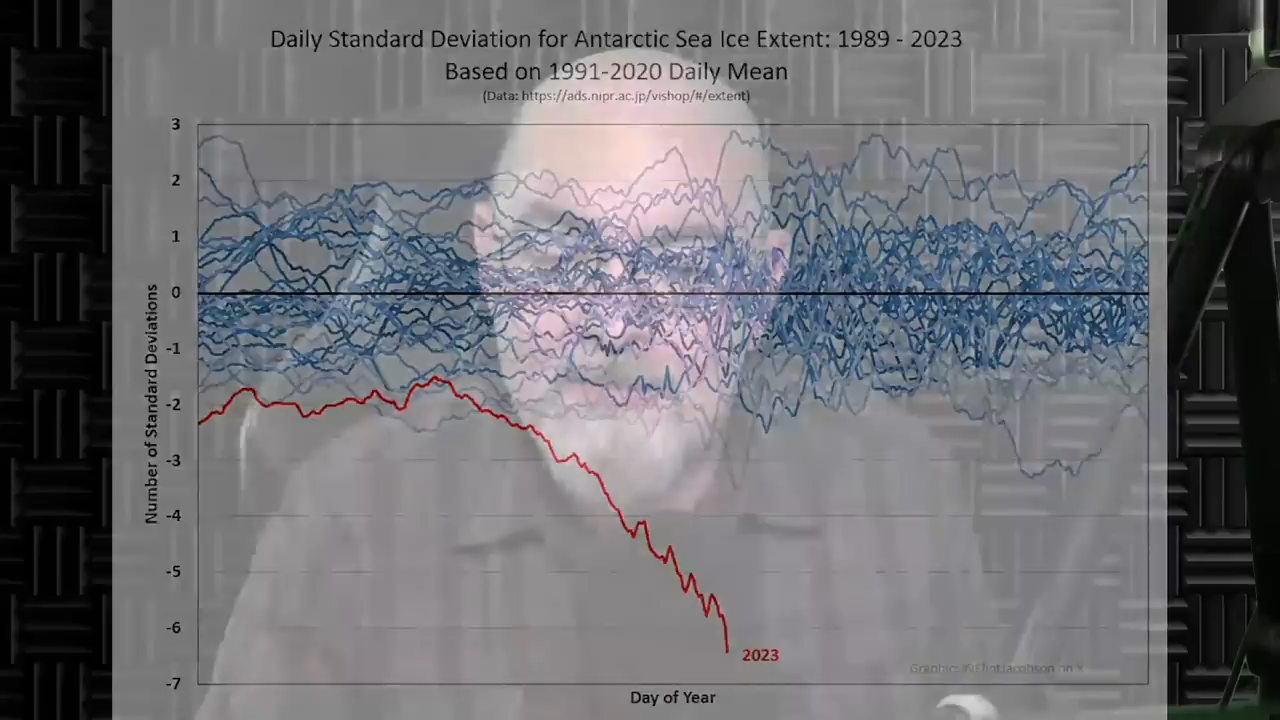 Daily Standard Deviation for Antarctic Sea Ice Extent: 1989 - 2023
Based on 1991-2020 Daily Mean
(Data: https://ads.nipr.ac.jp/vishop/#/extent)
Number of Standard Deviations
3
2
1
0
-1
-2
-3
-4
-5
-6
-7
2023
Day of Year